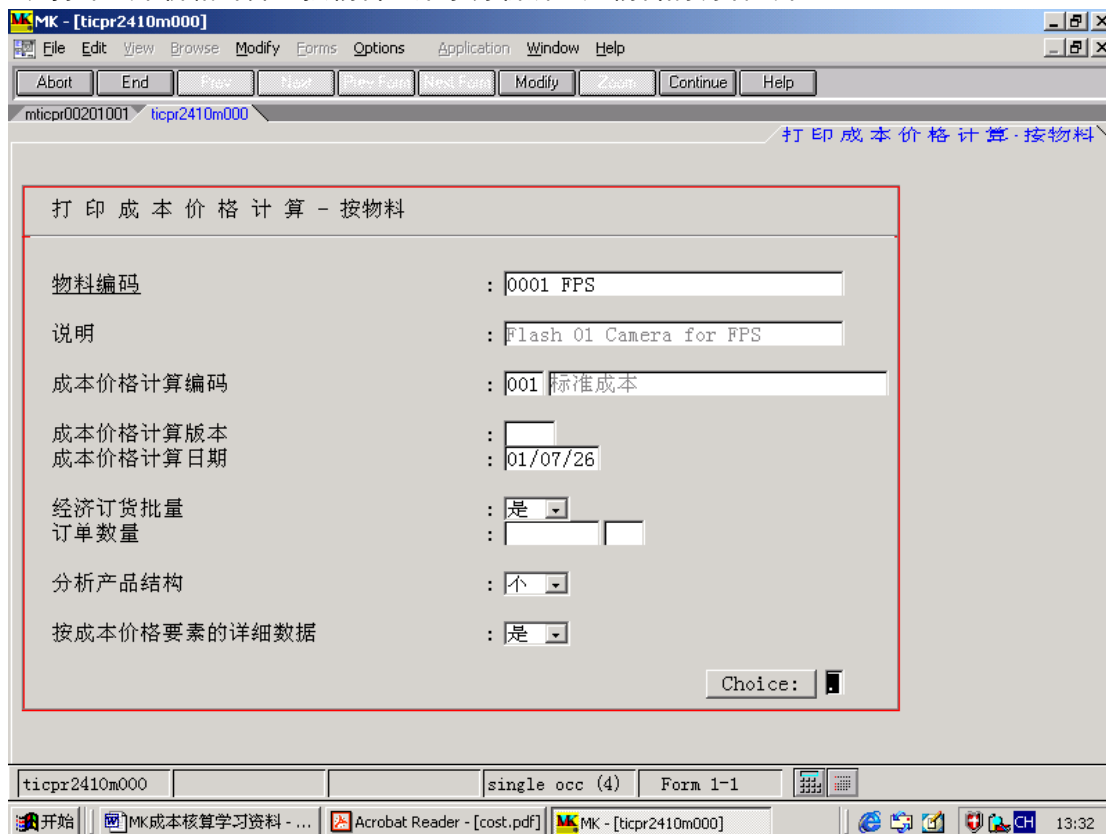 MK - [ticpr2410m000]
File Edit View Browse Modify Forms Options Application Window Help
Abort End Prev Next Prev Form Next Form Modify Zoom Continue Help
mticpr00201001 ticpr2410m000
打印成本价格计算-按物料
打印成本价格计算-按物料
物料编码 : 0001 FPS
说明 : Flash 01 Camera for FPS
成本价格计算编码 : 001 标准成本
成本价格计算版本 :
成本价格计算日期 : 01/07/26
经济订货批量 : 是
订单数量 :
分析产品结构 : 个
按成本价格要素的详细数据 : 是
Choice: .
ticpr2410m000 single occ (4) Form 1-1
开始 MK成本核算学习资料 - ... Acrobat Reader - [cost.pdf] MK - [ticpr2410m000] CH 13:32